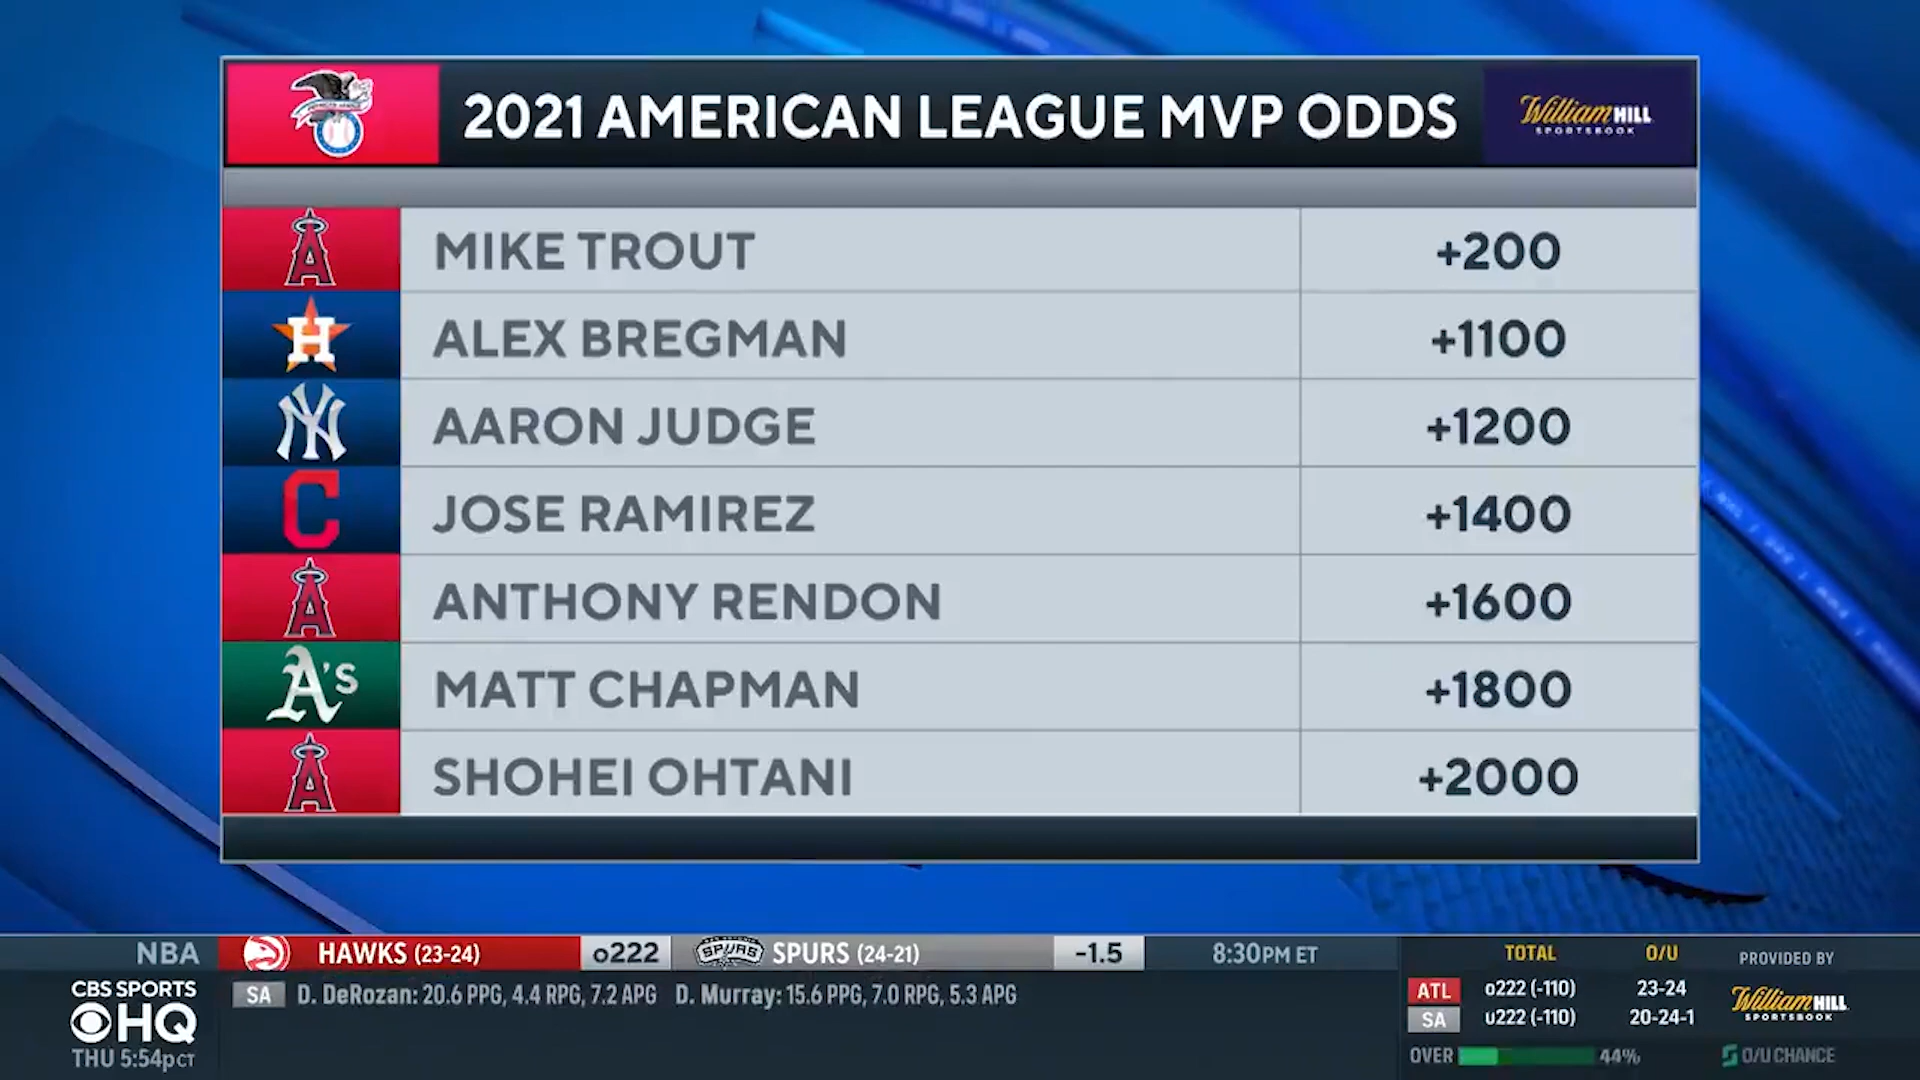 2021 AMERICAN LEAGUE MVP ODDS
William HILL
SPORTSBOOK
A MIKE TROUT +200
H ALEX BREGMAN +1100
NY AARON JUDGE +1200
C JOSE RAMIREZ +1400
A ANTHONY RENDON +1600
A's MATT CHAPMAN +1800
A SHOHEI OHTANI +2000
NBA HAWKS (23-24) o222 SPURS SPURS (24-21) -1.5 8:30PM ET
SA D. DeROZAN: 20.6 PPG, 4.4 RPG, 7.2 APG D. Murray: 15.6 PPG, 7.0 RPG, 5.3 APG
CBS SPORTS
HQ
THU 5:54PCT
TOTAL O/U
ATL o222 (-110) 23-24
SA u222 (-110) 20-24-1
OVER 44%
PROVIDED BY
William HILL
SPORTSBOOK
O/U CHANCE